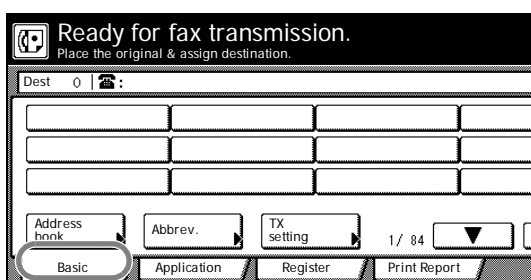 Ready for fax transmission.
Place the original & assign destination.
Dest 0 :
Address book
Abbrev.
TX setting
1/ 84
Basic Application Register Print Report